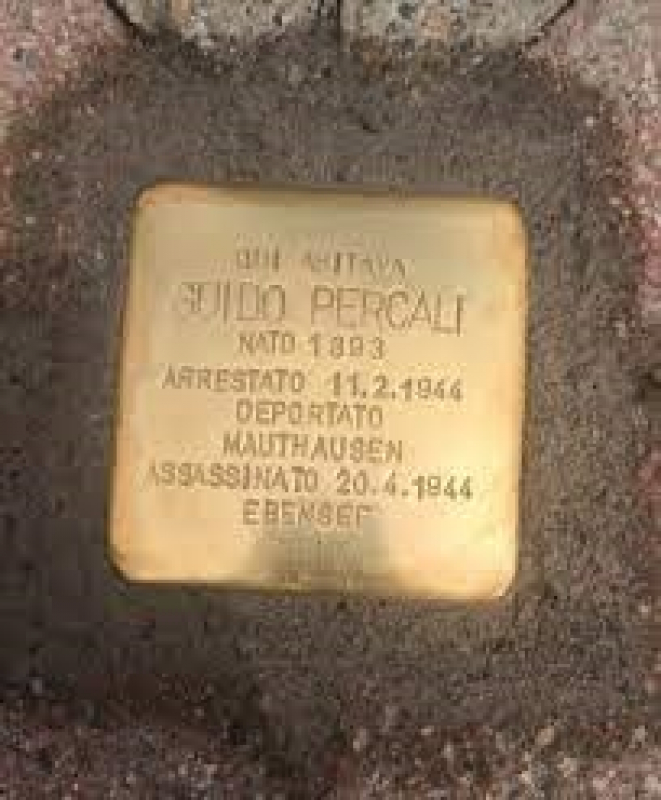 QUI ABITAVA
GUIDO PERCALI
NATO 1893
ARRESTATO 11.2.1944
DEPORTATO
MAUTHAUSEN
ASSASSINATO 20.4.1944
EBENSEE